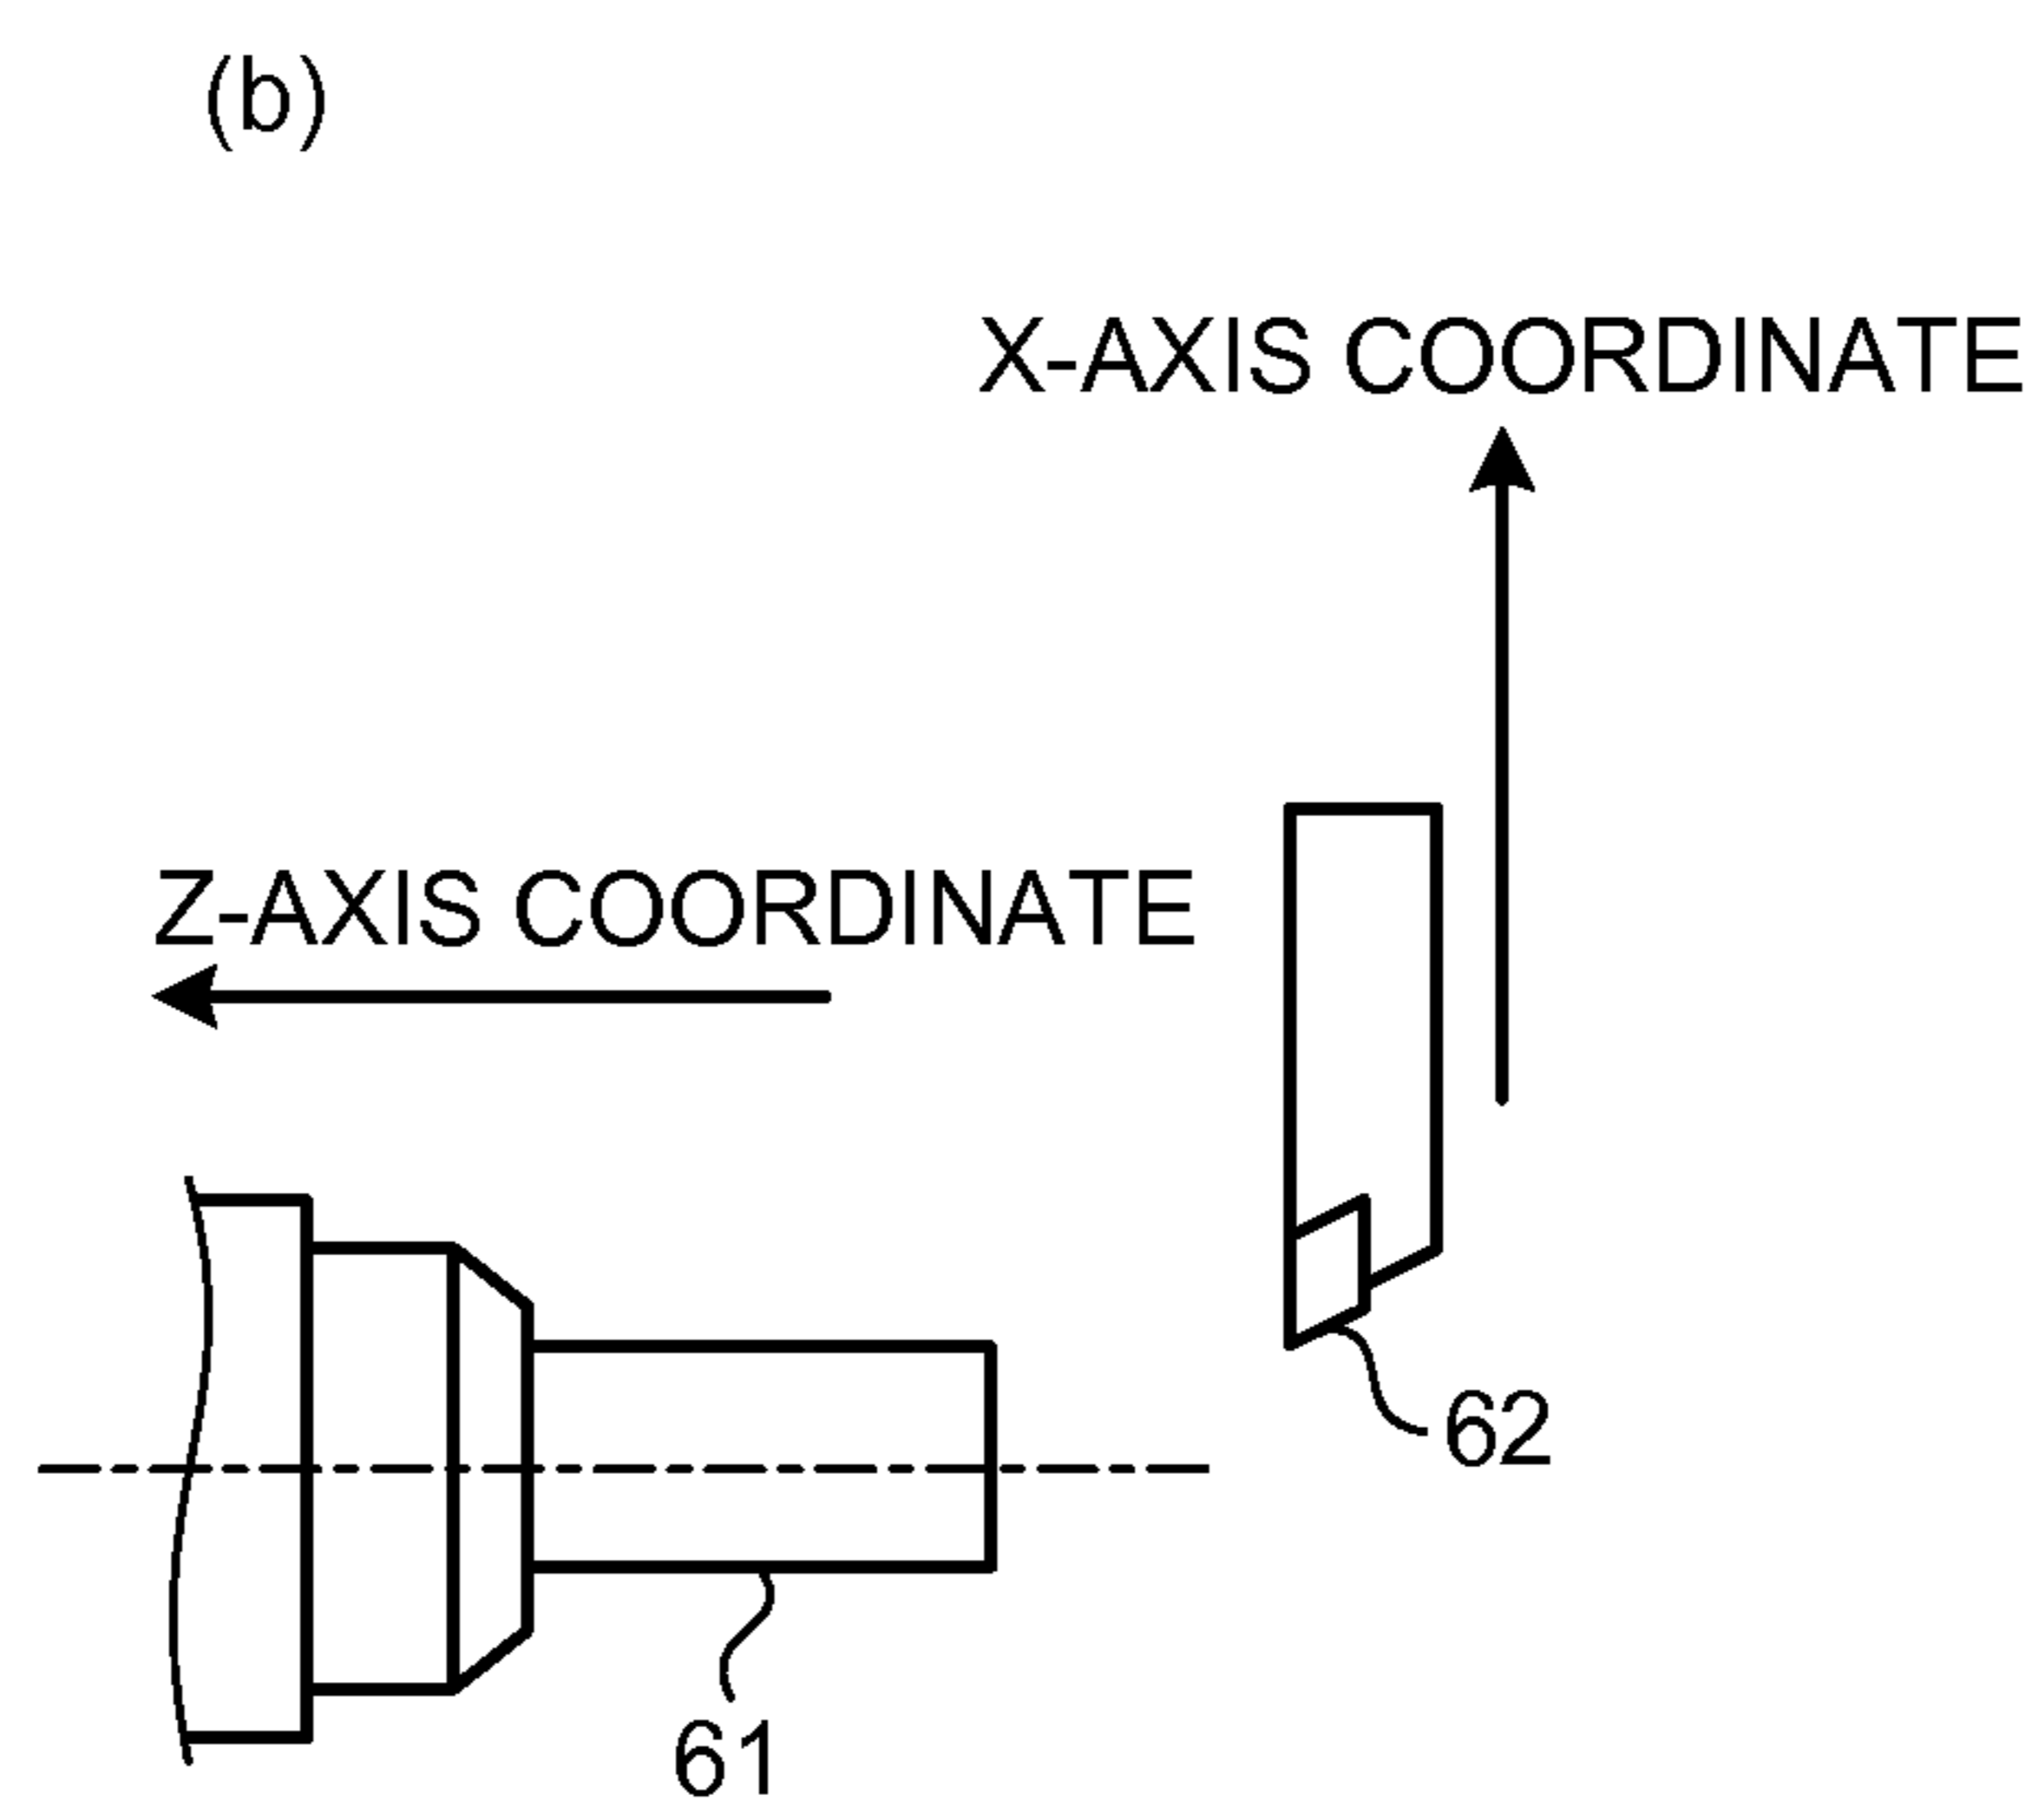 (b)
X-AXIS COORDINATE
Z-AXIS COORDINATE
62
61